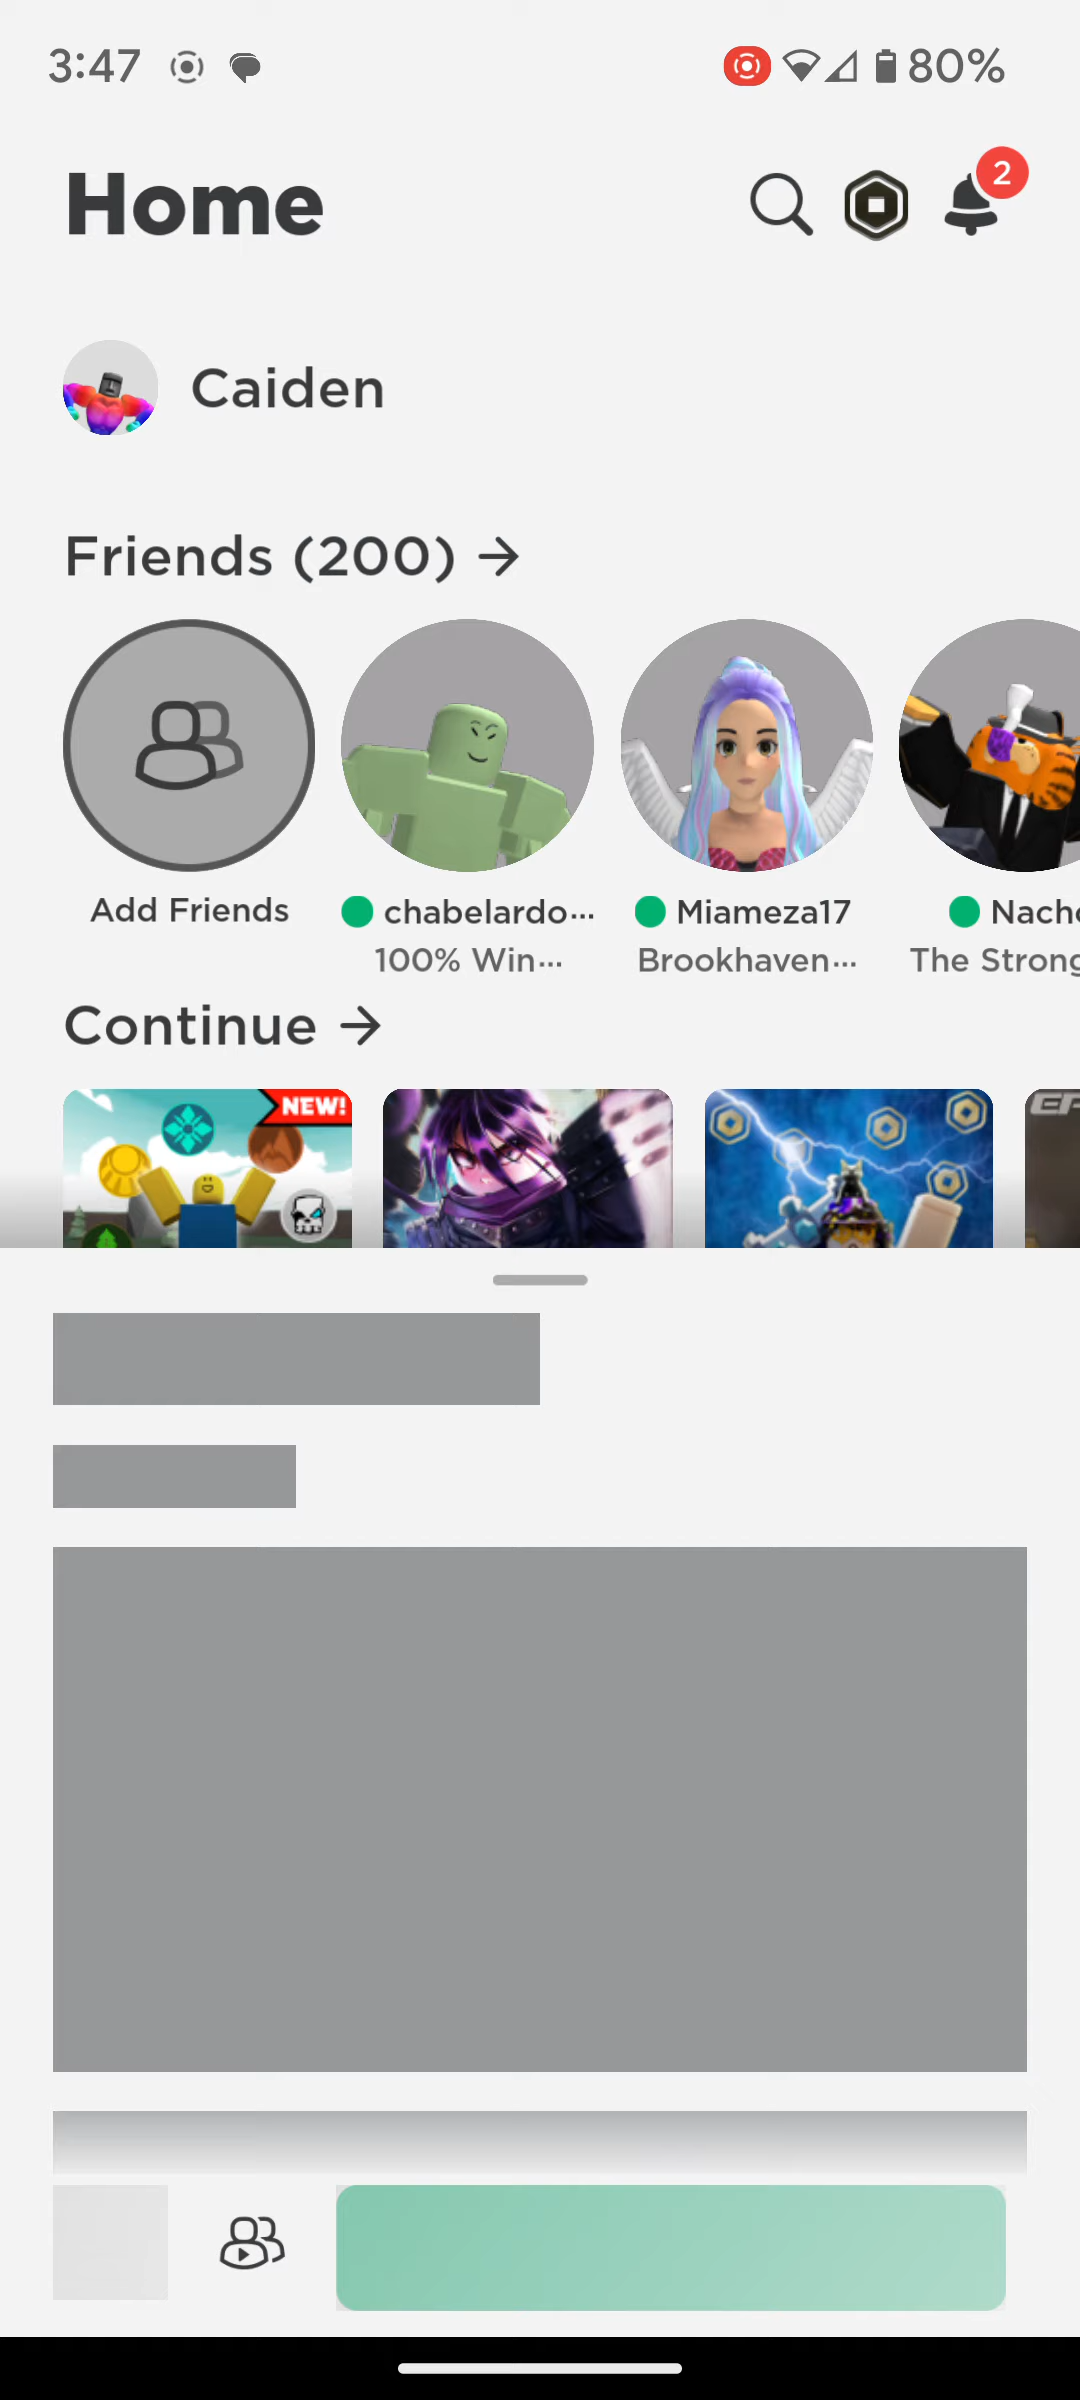 3:47
80%
Home
2
Caiden
Friends (200)
Add Friends
chabelardo...
Miameza17
100% Win...
Brookhaven...
The Strong
Continue
NEW!